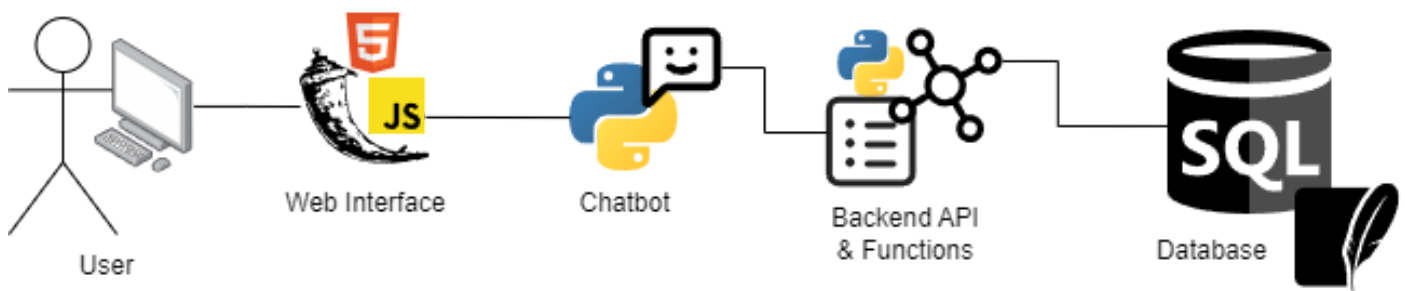 5
JS
SQL
Web Interface
Chatbot
Backend API
& Functions
Database
User